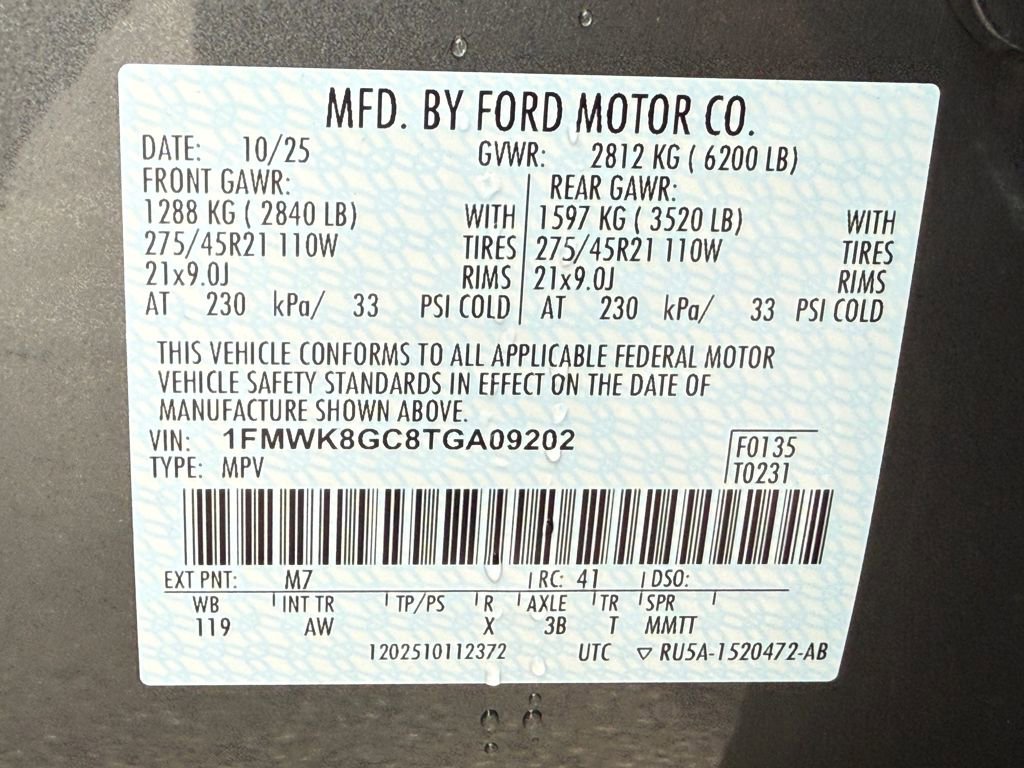 MFD. BY FORD MOTOR CO.
DATE: 10/25 GVWR: 2812 KG ( 6200 LB)
FRONT GAWR: REAR GAWR:
1288 KG ( 2840 LB) WITH 1597 KG ( 3520 LB) WITH
275/45R21 110W TIRES 275/45R21 110W TIRES
21x9.0J RIMS 21x9.0J RIMS
AT 230 kPa/ 33 PSI COLD AT 230 kPa/ 33 PSI COLD
THIS VEHICLE CONFORMS TO ALL APPLICABLE FEDERAL MOTOR
VEHICLE SAFETY STANDARDS IN EFFECT ON THE DATE OF
MANUFACTURE SHOWN ABOVE.
VIN: 1FMWK8GC8TGA09202 F0135
TYPE: MPV T0231
EXT PNT: M7 RC: 41 DSO:
WB INT TR TP/PS R AXLE TR SPR
119 AW X 3B T MMTT
1202510112372 UTC ▽ RU5A-1520472-AB